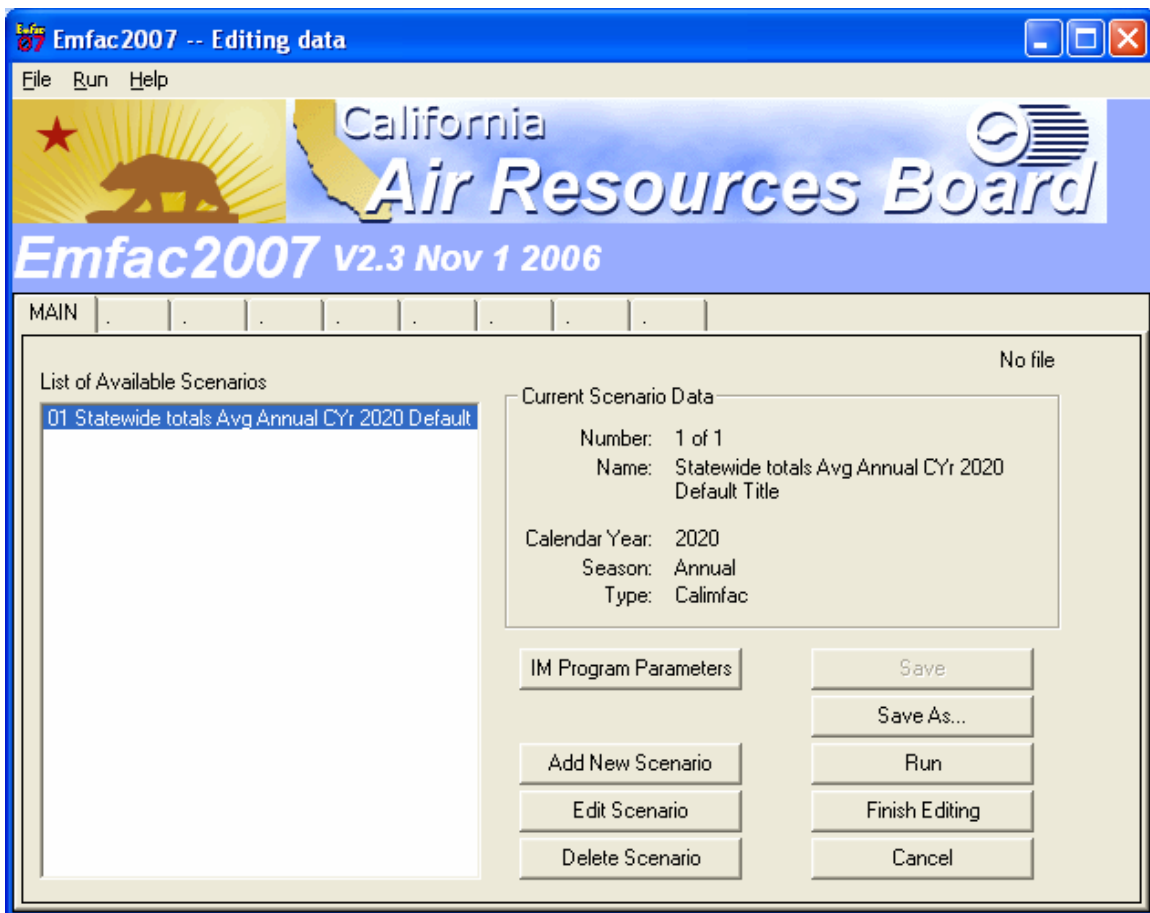 Emfac2007 -- Editing data
File Run Help
California
Air Resources Board
Emfac2007 V2.3 Nov 1 2006
MAIN . . . . . . . .
No file
List of Available Scenarios
01 Statewide totals Avg Annual CYr 2020 Default
Current Scenario Data
Number: 1 of 1
Name: Statewide totals Avg Annual CYr 2020
Default Title
Calendar Year: 2020
Season: Annual
Type: Calimfac
IM Program Parameters
Save
Save As...
Add New Scenario
Run
Edit Scenario
Finish Editing
Delete Scenario
Cancel